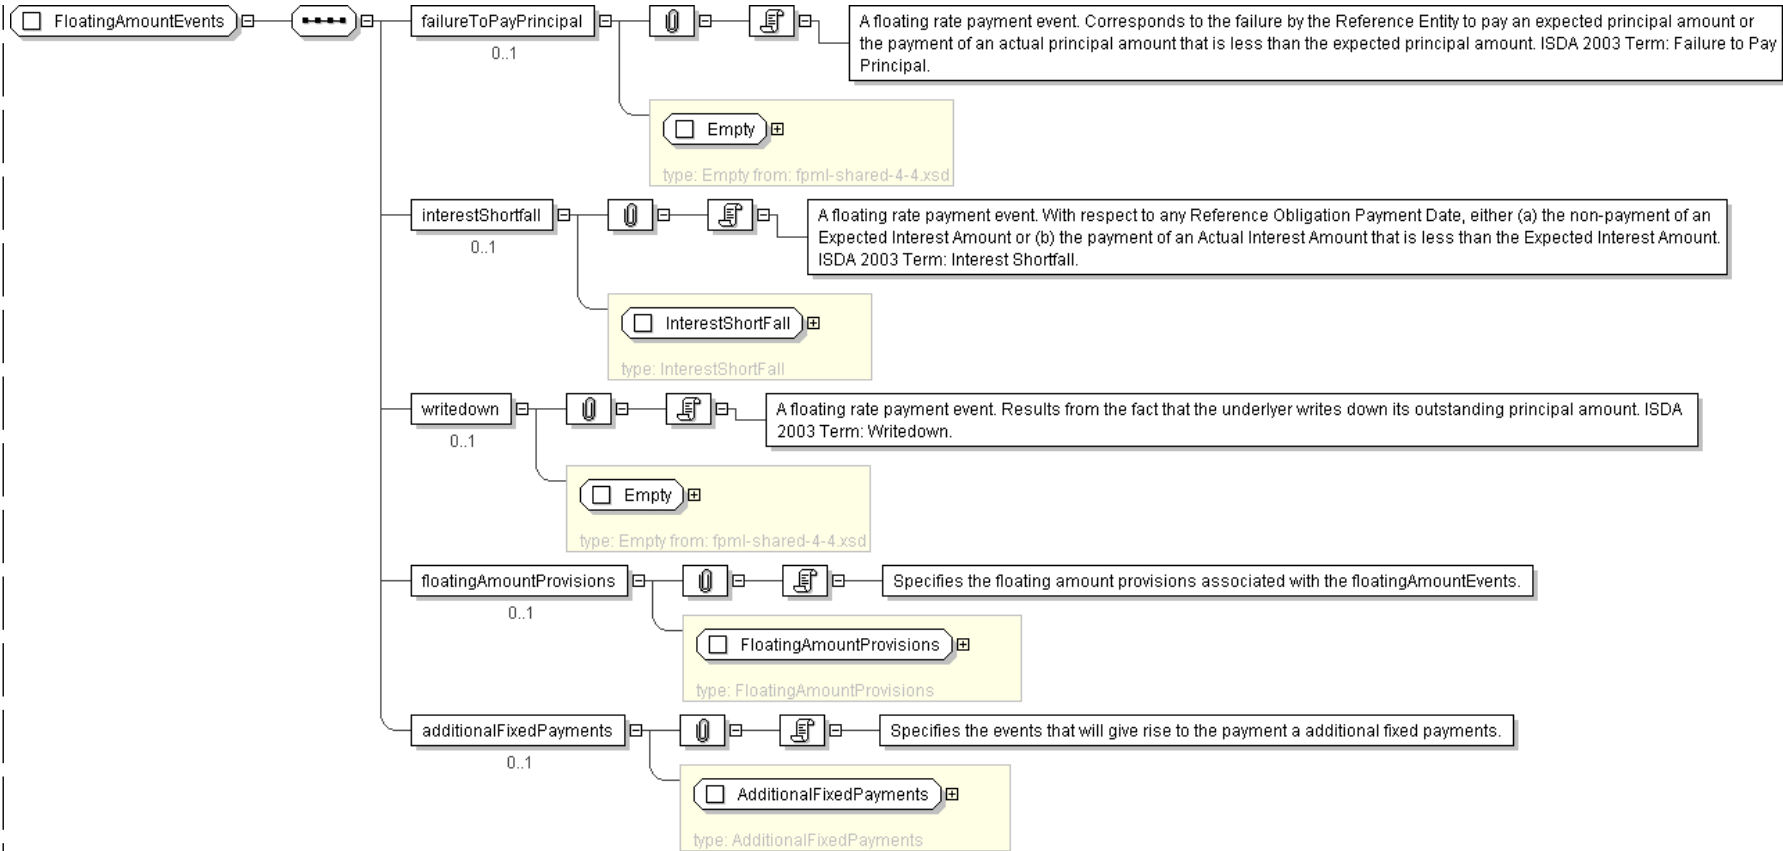 FloatingAmountEvents
failureToPayPrincipal
0..1
A floating rate payment event. Corresponds to the failure by the Reference Entity to pay an expected principal amount or
the payment of an actual principal amount that is less than the expected principal amount. ISDA 2003 Term: Failure to Pay
Principal.
Empty
type: Empty from: fpml-shared-4-4.xsd
interestShortfall
0..1
A floating rate payment event. With respect to any Reference Obligation Payment Date, either (a) the non-payment of an
Expected Interest Amount or (b) the payment of an Actual Interest Amount that is less than the Expected Interest Amount.
ISDA 2003 Term: Interest Shortfall.
InterestShortFall
type: InterestShortFall
writedown
0..1
A floating rate payment event. Results from the fact that the underlyer writes down its outstanding principal amount. ISDA
2003 Term: Writedown.
Empty
type: Empty from: fpml-shared-4-4.xsd
floatingAmountProvisions
0..1
Specifies the floating amount provisions associated with the floatingAmountEvents.
FloatingAmountProvisions
type: FloatingAmountProvisions
additionalFixedPayments
0..1
Specifies the events that will give rise to the payment a additional fixed payments.
AdditionalFixedPayments
type: AdditionalFixedPayments